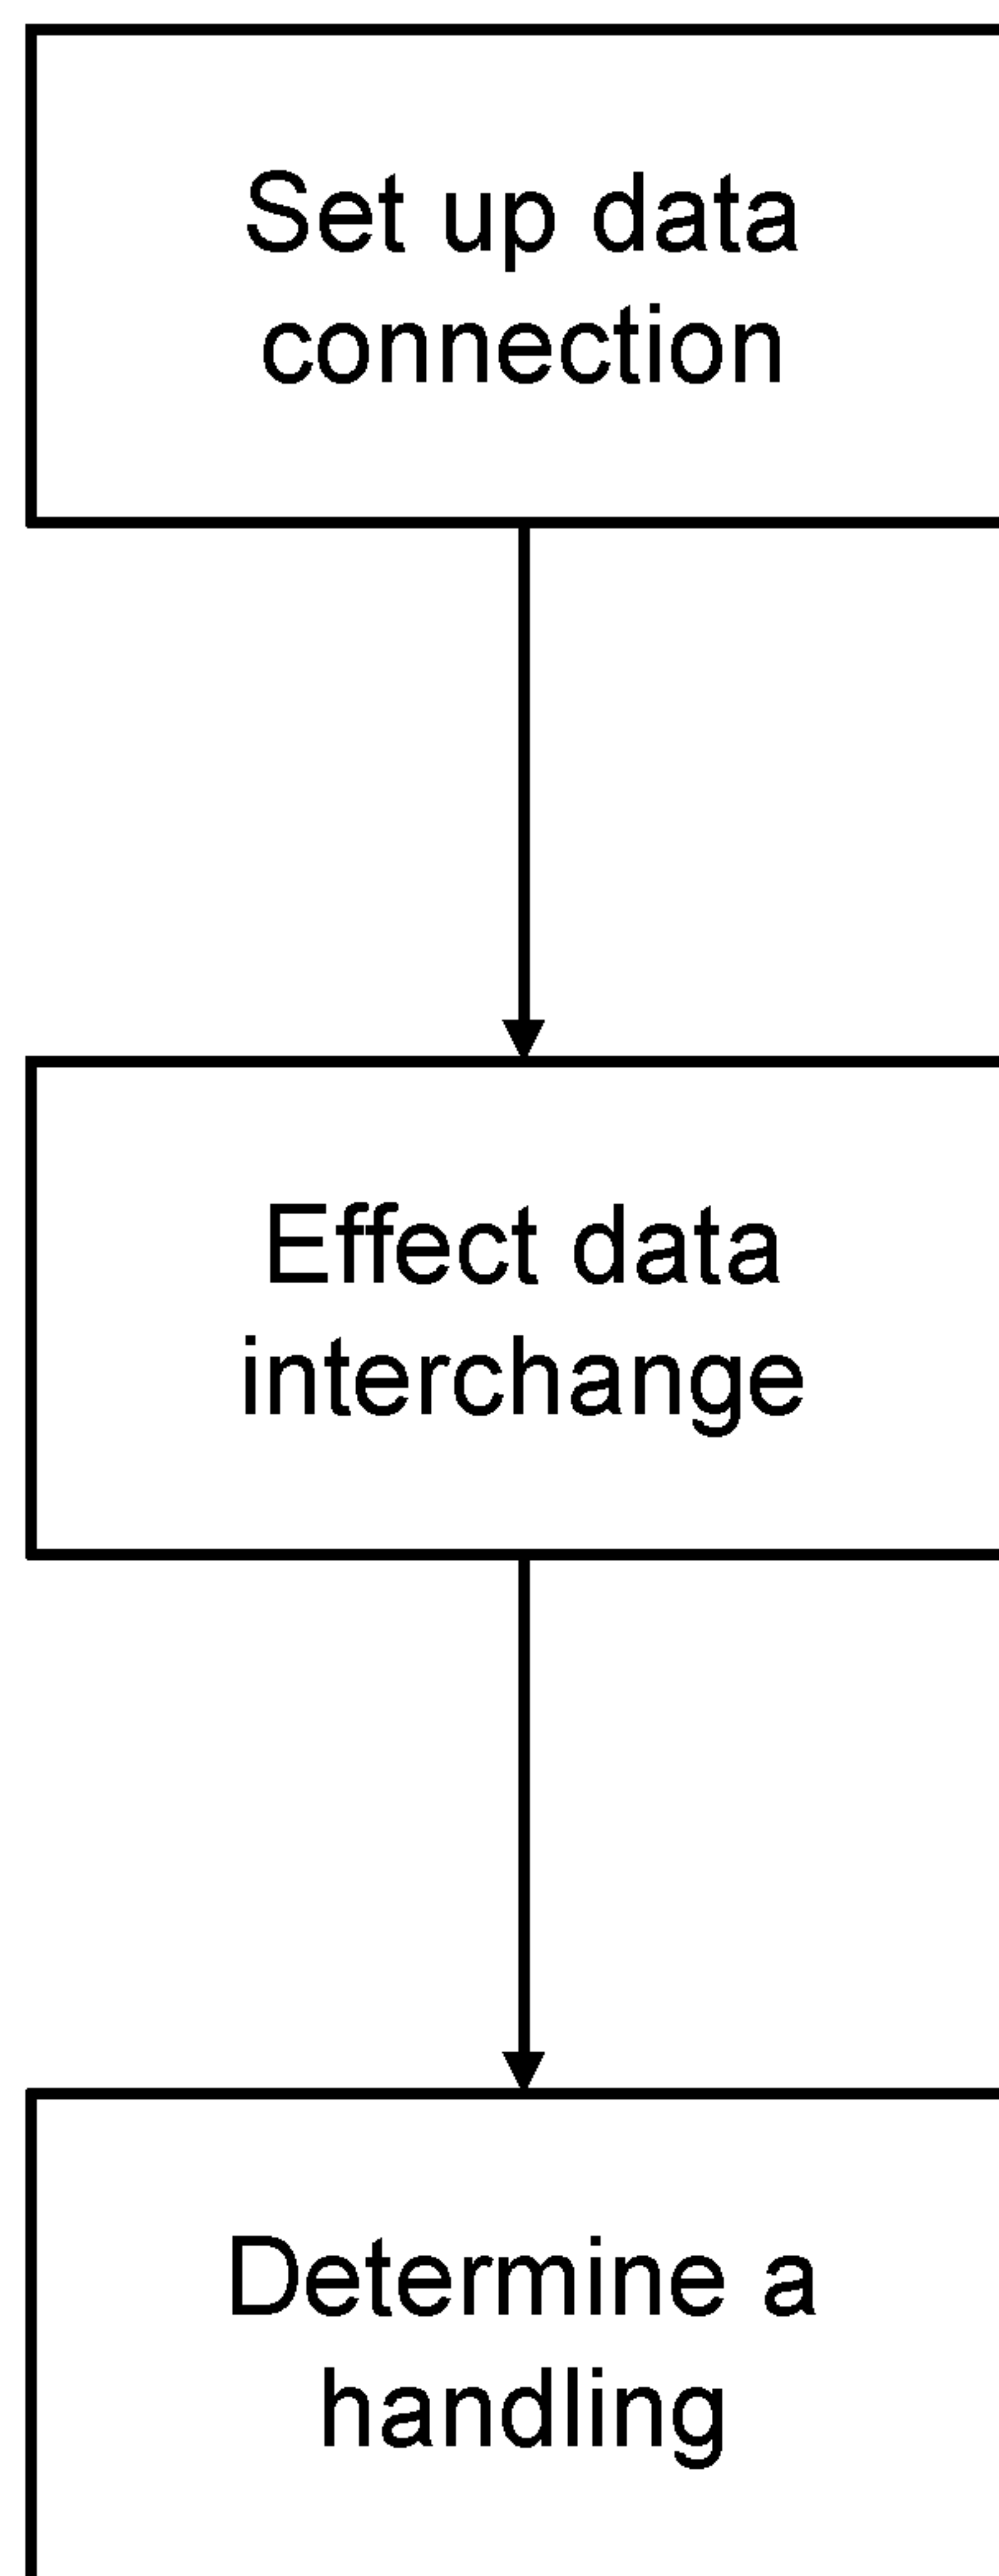 Set up data
connection
Effect data
interchange
Determine a
handling